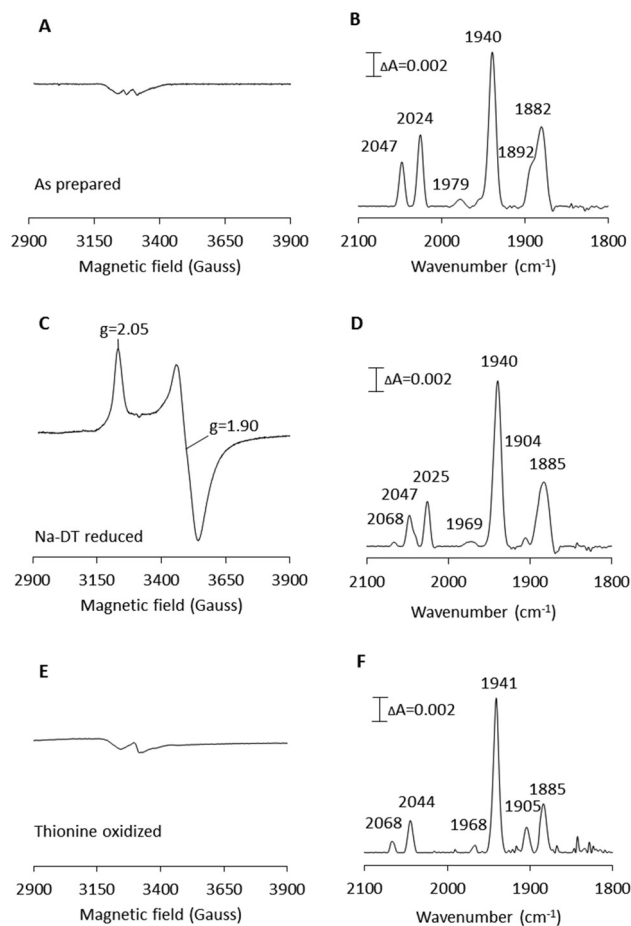 A
As prepared
2900 3150 3400 3650 3900
Magnetic field (Gauss)
B
ΔA=0.002
1940
2047 2024 1979 1892 1882
2100 2000 1900 1800
Wavenumber (cm⁻¹)
C
g=2.05
g=1.90
Na-DT reduced
2900 3150 3400 3650 3900
Magnetic field (Gauss)
D
ΔA=0.002
1940
2068 2047 2025 1969 1904 1885
2100 2000 1900 1800
Wavenumber (cm⁻¹)
E
Thionine oxidized
2900 3150 3400 3650 3900
Magnetic field (Gauss)
F
ΔA=0.002
1941
2068 2044 1968 1905 1885
2100 2000 1900 1800
Wavenumber (cm⁻¹)